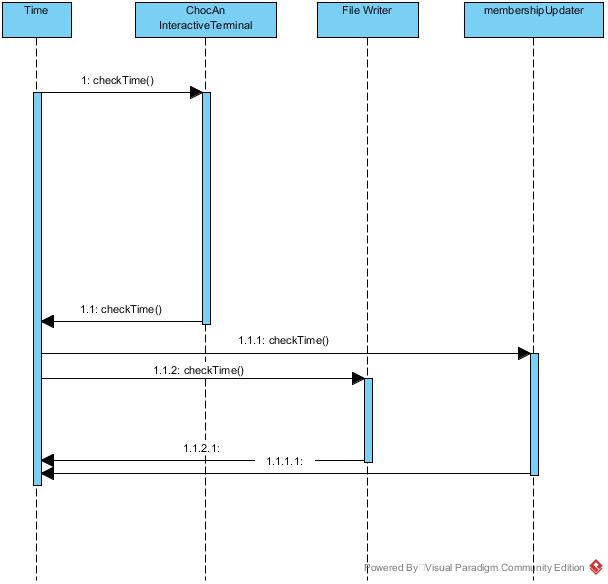 Time
ChocAn
InteractiveTerminal
File Writer
membershipUpdater
1: checkTime()
1.1: checkTime()
1.1.1: checkTime()
1.1.2: checkTime()
1.1.2.1:
1.1.1.1:
Powered By Visual Paradigm Community Edition